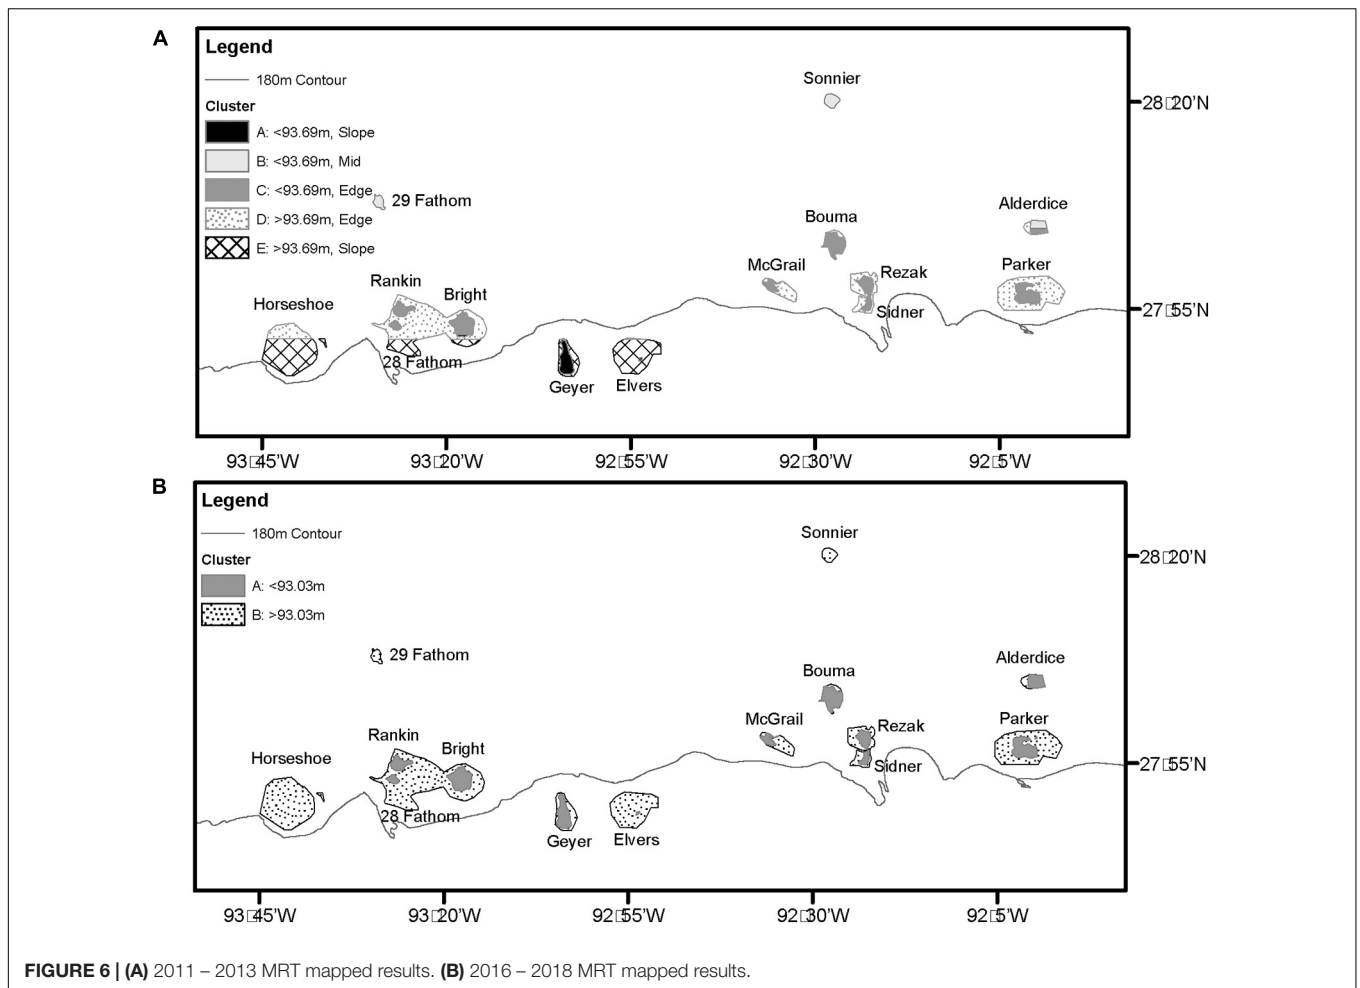 A
Legend
180m Contour
Cluster
A: <93.69m, Slope
B: <93.69m, Mid
C: <93.69m, Edge
D: >93.69m, Edge
E: >93.69m, Slope
Sonnier
28□20'N
29 Fathom
Alderdice
Bouma
McGrail
Rezak
Parker
Rankin
Bright
Horseshoe
Sidner
27□55'N
28 Fathom
Geyer
Elvers
93□45'W
93□20'W
92□55'W
92□30'W
92□5'W
B
Legend
180m Contour
Cluster
A: <93.03m
B: >93.03m
Sonnier
28□20'N
29 Fathom
Alderdice
Bouma
McGrail
Rezak
Parker
Rankin
Bright
Horseshoe
Sidner
27□55'N
28 Fathom
Geyer
Elvers
93□45'W
93□20'W
92□55'W
92□30'W
92□5'W
FIGURE 6 | (A) 2011 – 2013 MRT mapped results. (B) 2016 – 2018 MRT mapped results.